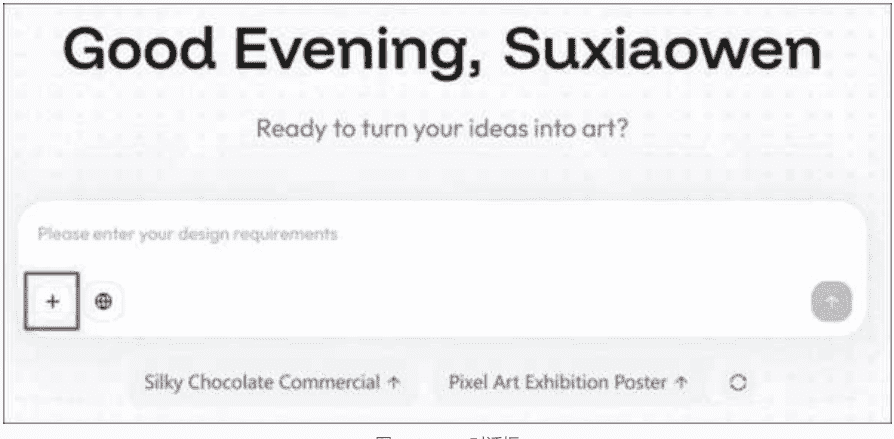 Good Evening, Suxiaowen
Ready to turn your ideas into art?
Please enter your design requirements
Silky Chocolate Commercial ↑ Pixel Art Exhibition Poster ↑